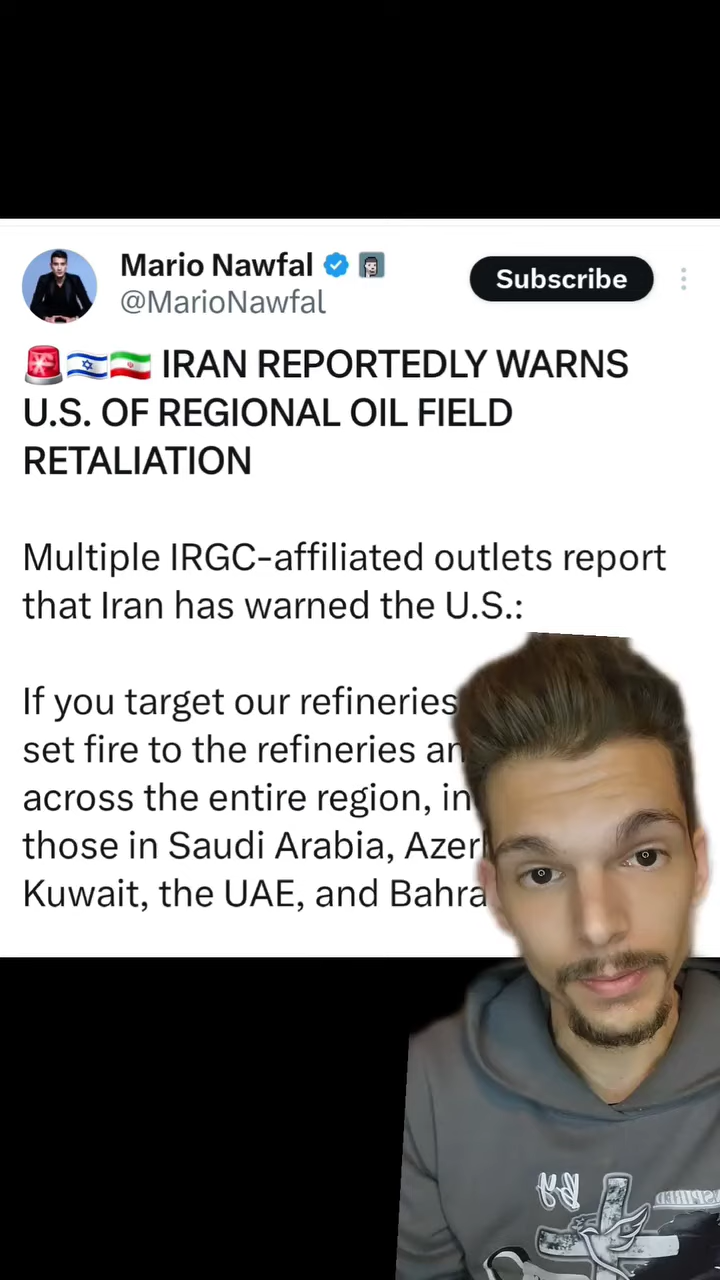 Mario Nawfal
@MarioNawfal
Subscribe
🚨🇮🇱🇮🇷 IRAN REPORTEDLY WARNS
U.S. OF REGIONAL OIL FIELD
RETALIATION
Multiple IRGC-affiliated outlets report
that Iran has warned the U.S.:
If you target our refineries
set fire to the refineries
across the entire region,
those in Saudi Arabia,
Kuwait, the UAE, and